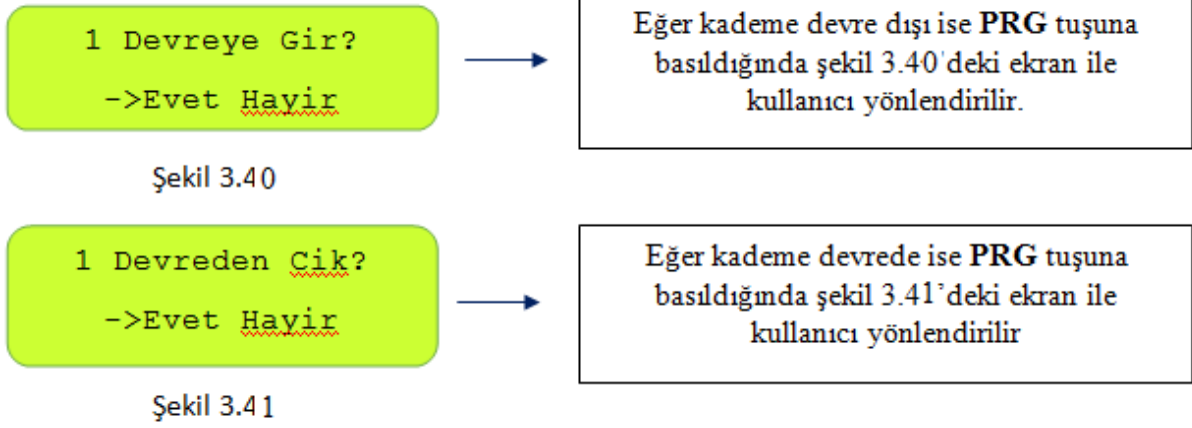 1 Devreye Gir?
->Evet Hayir
Eğer kademe devre dışı ise PRG tuşuna
basıldığında şekil 3.40'deki ekran ile
kullanıcı yönlendirilir.
Şekil 3.40
1 Devreden Cik?
->Evet Hayir
Eğer kademe devrede ise PRG tuşuna
basıldığında şekil 3.41'deki ekran ile
kullanıcı yönlendirilir
Şekil 3.41